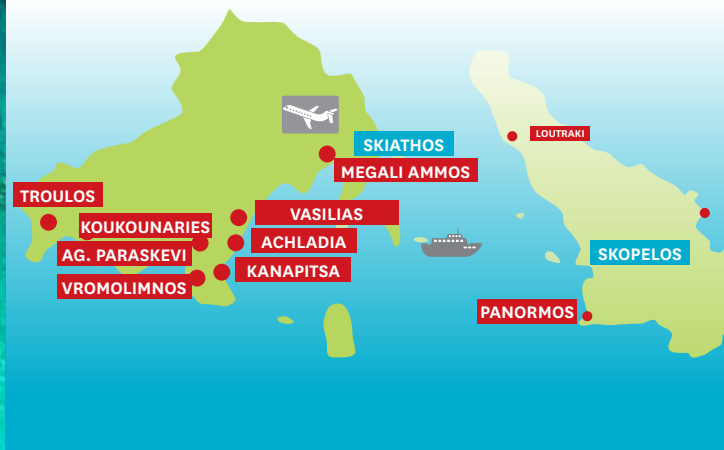 LOUTRAKI
SKIATHOS
MEGALI AMMOS
TROULOS
VASILIAS
KOUKOUNARIES
ACHLADIA
AG. PARASKEVI
SKOPELOS
KANAPITSA
VROMOLIMNOS
PANORMOS